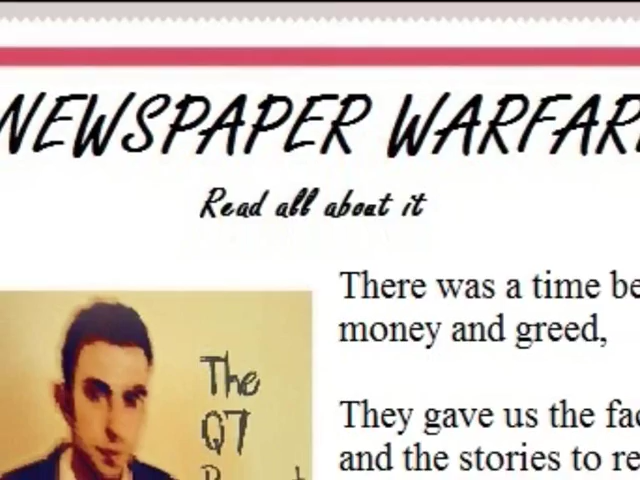 NEWSPAPER WARFAR
Read all about it
There was a time be
money and greed,
They gave us the fac
and the stories to re
The
Q7